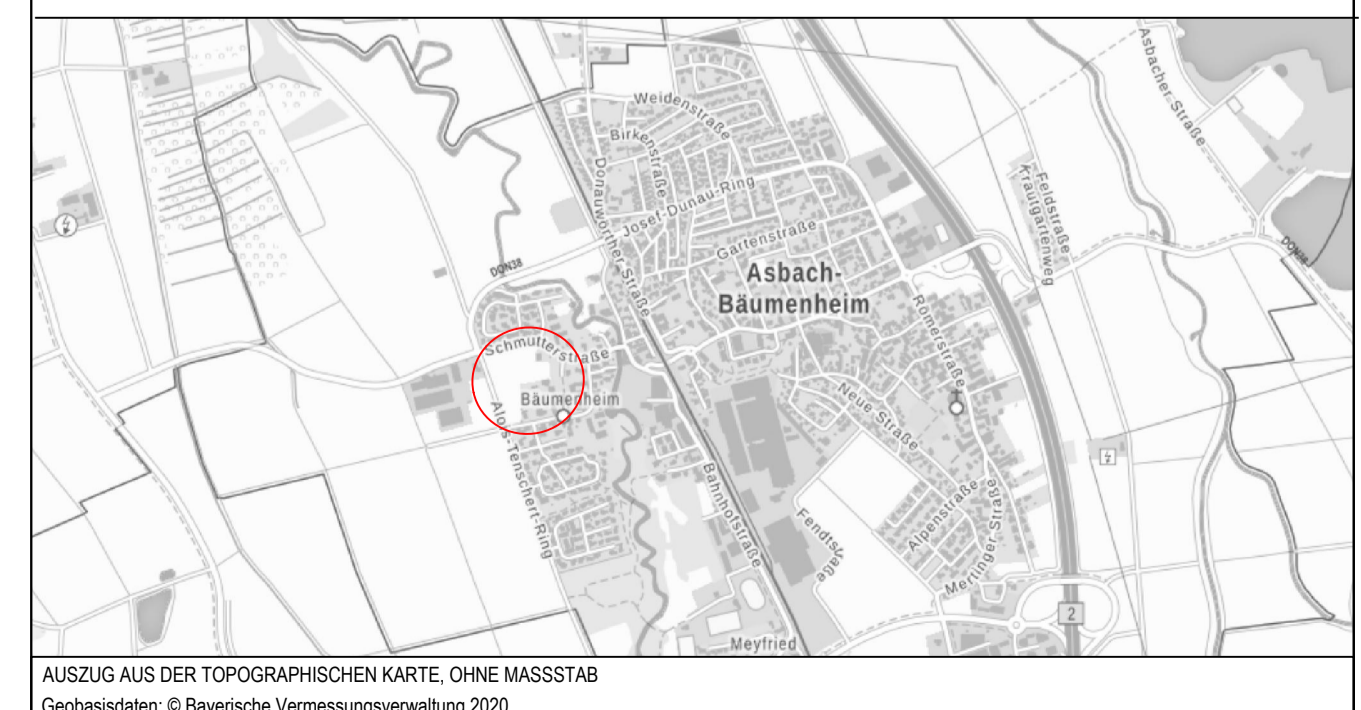 Asbacher-Straße
Weidenstraße
Birkenstraße
Donauwörther-Straße
Josef-Dunau-Ring
Feldstraße
Krautgartenweg
Gartenstraße
DON38
DON38
Asbach-
Bäumenheim
Römerstraße
Schmutterstraße
Bäumenheim
Neue Straße
Alois-Tenschert-Ring
Bahnhofstraße
Alpenstraße
Fendtstraße
Mertinger-Straße
2
Meyfried
AUSZUG AUS DER TOPOGRAPHISCHEN KARTE, OHNE MASSSTAB
Geobasisdaten: © Bayerische Vermessungsverwaltung 2020